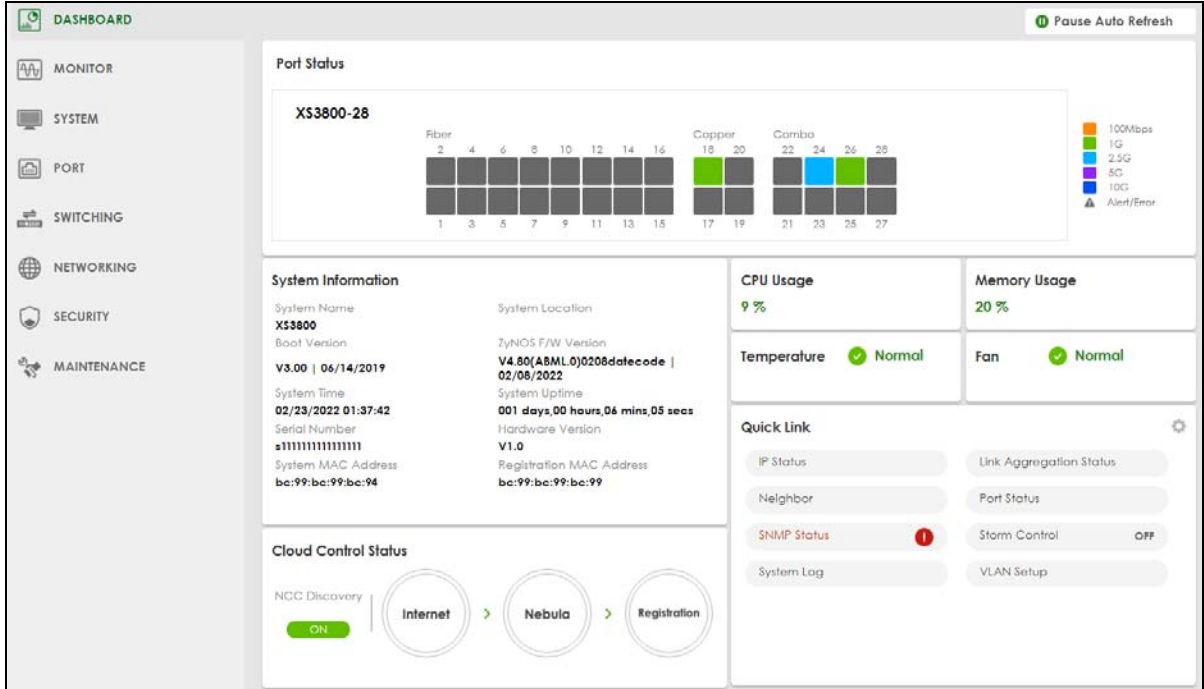 DASHBOARD
Pause Auto Refresh
MONITOR
SYSTEM
PORT
SWITCHING
NETWORKING
SECURITY
MAINTENANCE
Port Status
XS3800-28
Fiber Copper Combo
2 4 6 8 10 12 14 16 18 20 22 24 26 28
1 3 5 7 9 11 13 15 17 19 21 23 25 27
100Mbps
1G
2.5G
5G
10G
Alert/Error
System Information
System Name System Location
XS3800
Boot Version ZyNOS F/W Version
V3.00 | 06/14/2019 V4.80(ABML.0)0208datecode |
02/08/2022
System Time System Uptime
02/23/2022 01:37:42 001 days,00 hours,06 mins,05 secs
Serial Number Hardware Version
V1.0
System MAC Address Registration MAC Address
bc:99:bc:99:bc:94 bc:99:bc:99:bc:99
CPU Usage
9 %
Memory Usage
20 %
Temperature Normal
Fan Normal
Quick Link
IP Status Link Aggregation Status
Neighbor Port Status
SNMP Status Storm Control OFF
System Log VLAN Setup
Cloud Control Status
NCC Discovery
ON
Internet > Nebula > Registration